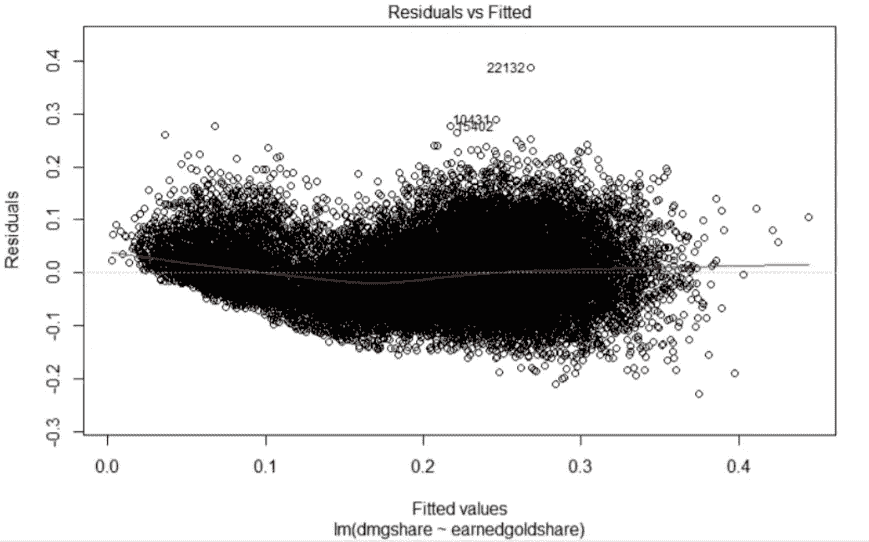 Residuals vs Fitted
0.4
0.3
0.2
0.1
0.0
-0.1
-0.2
-0.3
Residuals
22132
10431
15402
0.0 0.1 0.2 0.3 0.4
Fitted values
lm(dmgshare ~ earnedgoldshare)